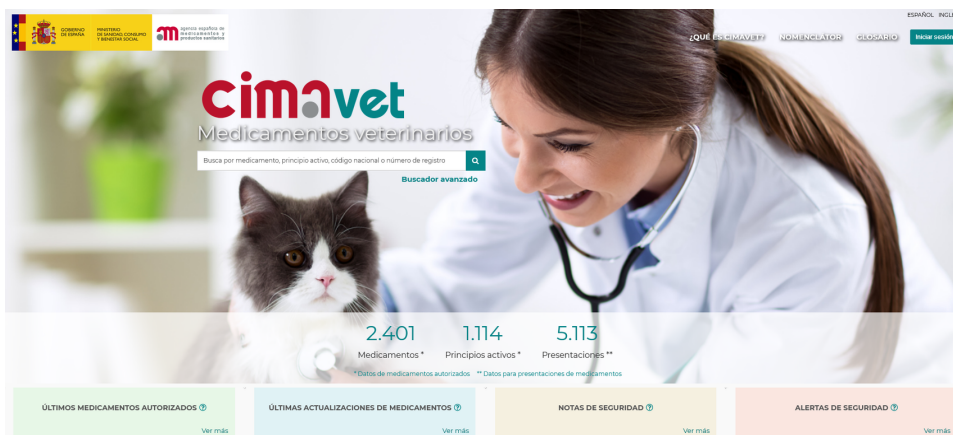 ESPAÑOL INGLÉ
GOBIERNO
DE ESPAÑA
MINISTERIO
DE SANIDAD, CONSUMO
Y BIENESTAR SOCIAL
agencia española de
medicamentos y
productos sanitarios
¿QUÉ ES CIMAVET? NOMENCLÁTOR GLOSARIO Iniciar sesión
cimavet
Medicamentos veterinarios
Busca por medicamento, principio activo, código nacional o número de registro
Buscador avanzado
2.401 1.114 5.113
Medicamentos * Principios activos * Presentaciones **
* Datos de medicamentos autorizados ** Datos para presentaciones de medicamentos
ÚLTIMOS MEDICAMENTOS AUTORIZADOS ÚLTIMAS ACTUALIZACIONES DE MEDICAMENTOS NOTAS DE SEGURIDAD ALERTAS DE SEGURIDAD
Ver más Ver más Ver más Ver más